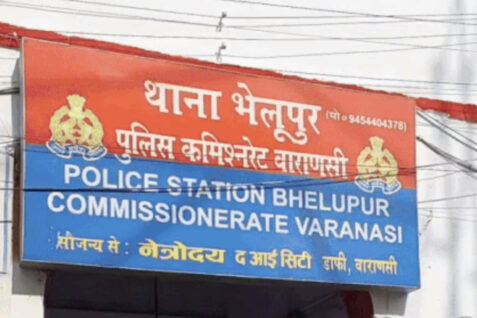 थाना भेलूपुर (मो० 9454404378)
पुलिस कमिश्नरेट वाराणसी
POLICE STATION BHELUPUR
COMMISSIONERATE VARANASI
सौजन्य से : नेत्रोदय द आई सिटी डाफी, वाराणसी